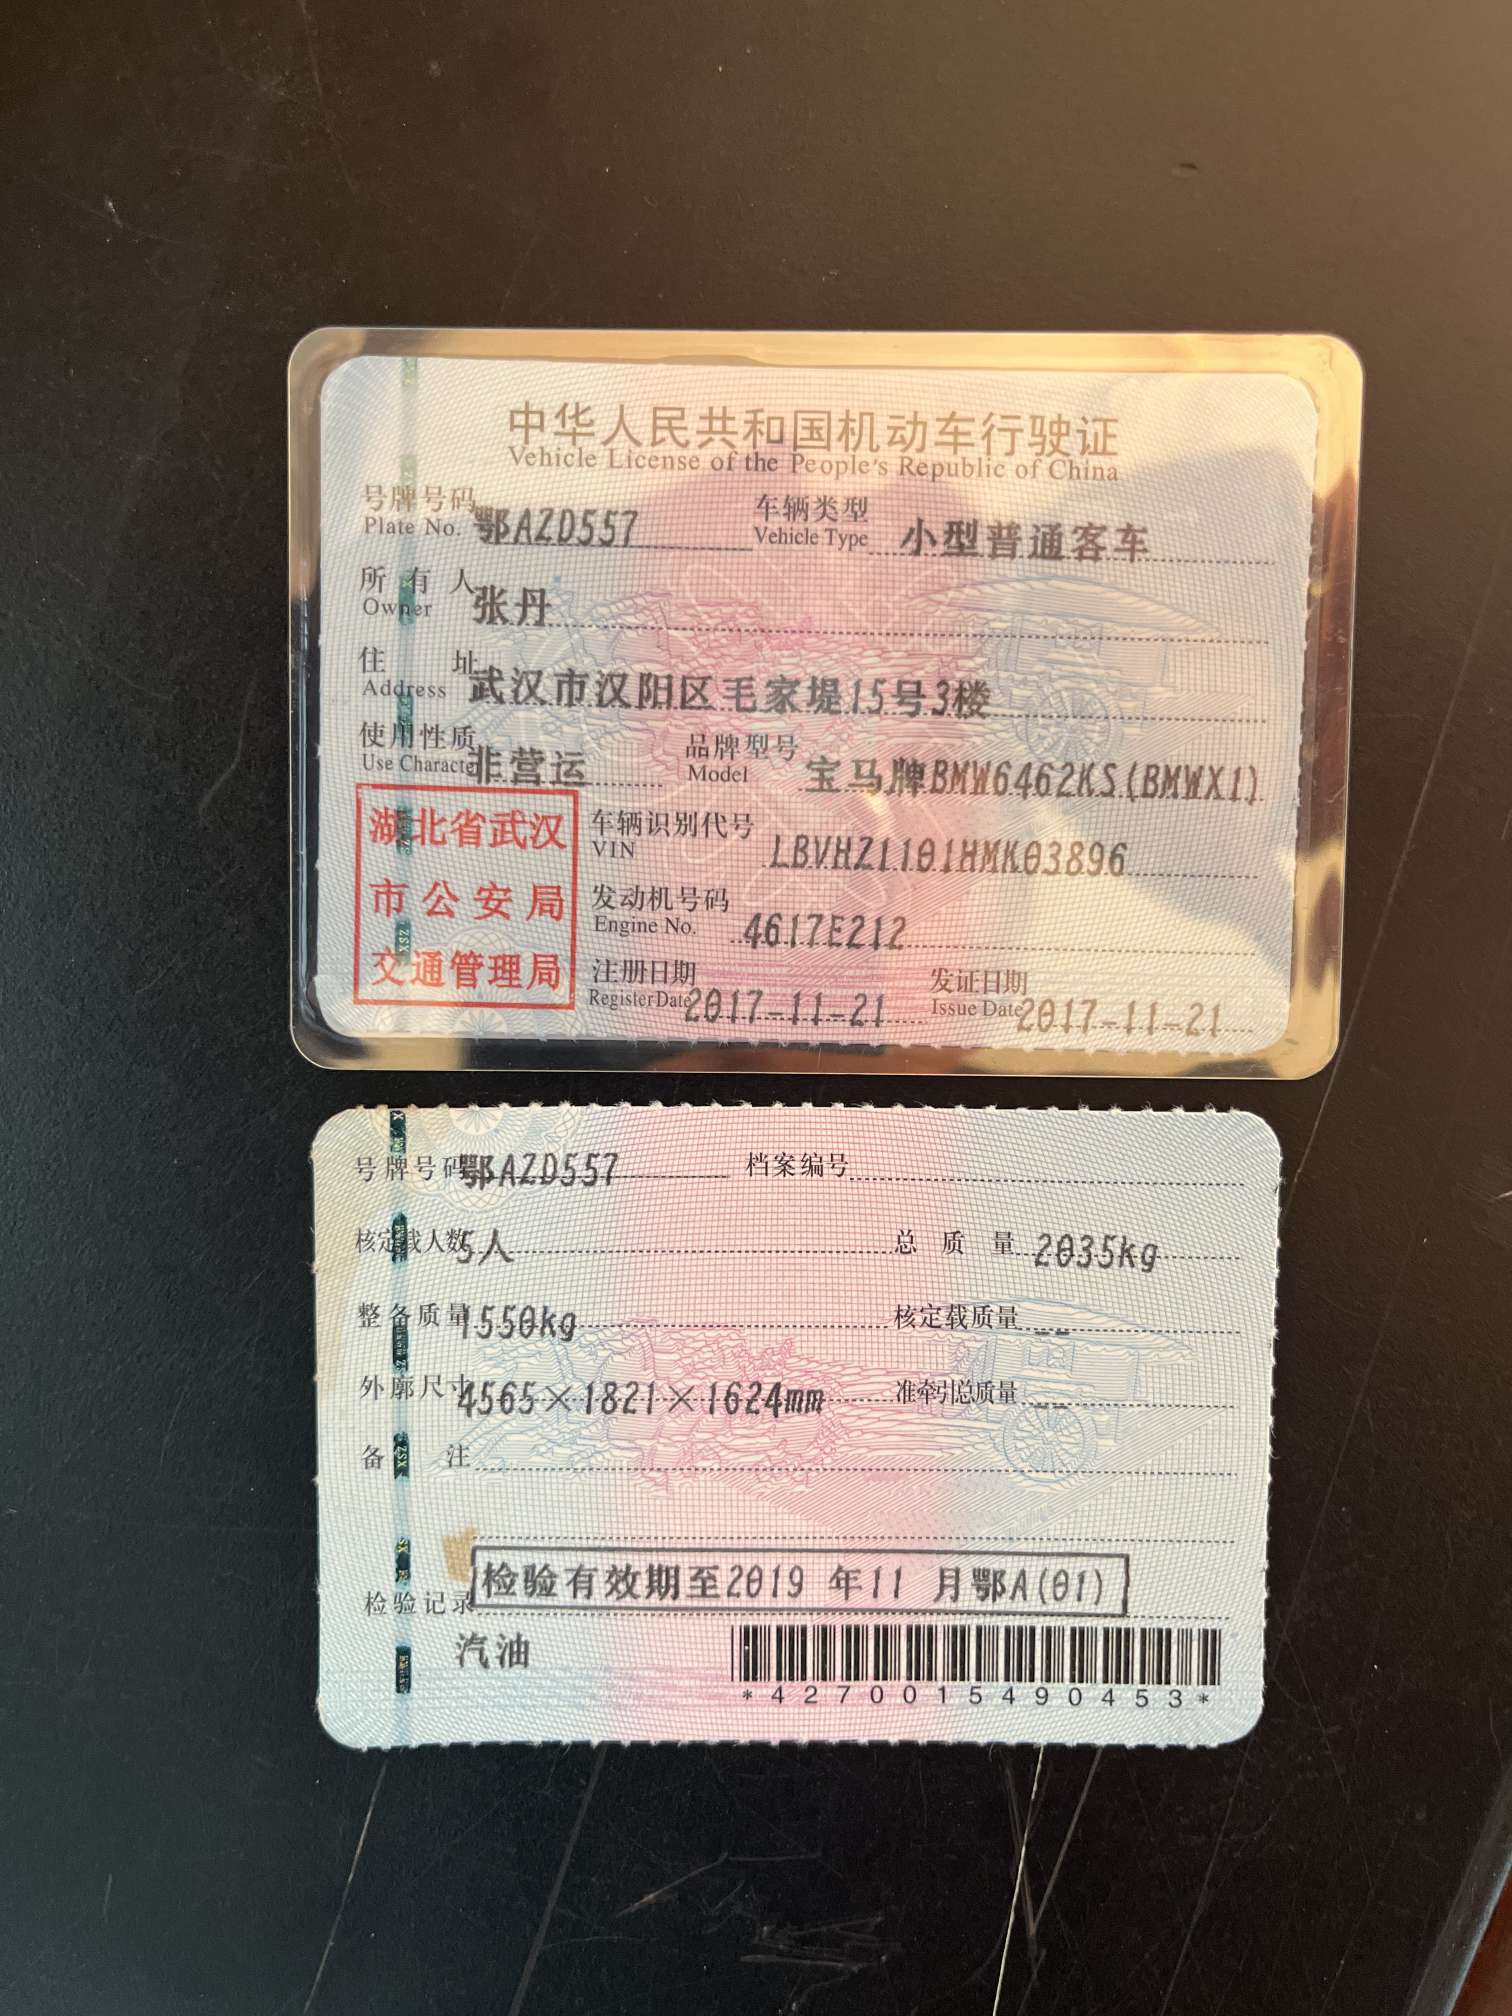 中华人民共和国机动车行驶证
Vehicle License of the People's Republic of China
号牌号码 鄂AZD557 车辆类型 小型普通客车
Plate No. Vehicle Type
所有人 张丹
Owner
住址 武汉市汉阳区毛家堤15号3楼
Address
使用性质 非营运 品牌型号 宝马牌BMW6462KS(BMWX1)
Use Character Model
湖北省武汉
市公安局
交通管理局
车辆识别代号 LBVHZ1101HMK03896
VIN
发动机号码 4617E212
Engine No.
注册日期 2017-11-21 发证日期 2017-11-21
Register Date Issue Date
号牌号码 鄂AZD557 档案编号
核定载人数 5人 总质量 2035kg
整备质量 1550kg 核定载质量 --
外廓尺寸 4565×1821×1624mm 准牵引总质量 --
备注
检验记录 检验有效期至2019 年11 月鄂A(01)
汽油
*4270015490453*